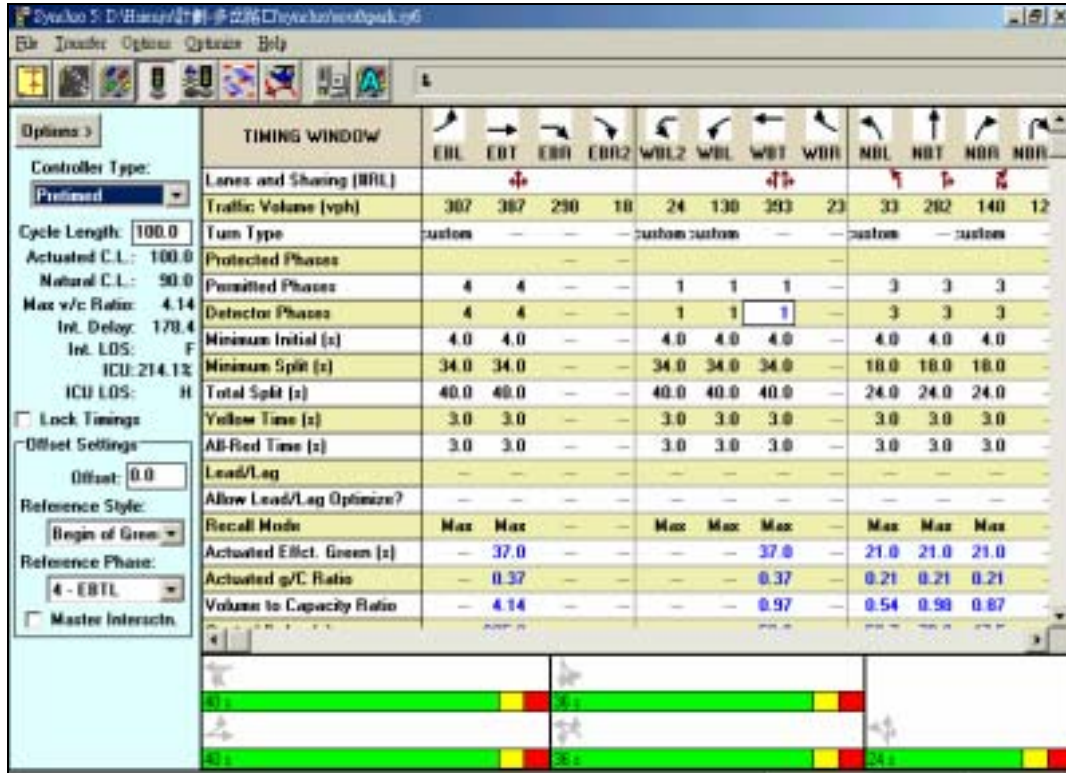 Synchro 5: D:\
File Transfer Options Optimize Help
Options >
Controller Type:
Pretimed
Cycle Length: 100.0
Actuated C.L.: 100.0
Natural C.L.: 90.0
Max v/c Ratio: 4.14
Int. Delay: 178.4
Int. LOS: F
ICU: 214.1%
ICU LOS: H
Lock Timings
Offset Settings
Offset: 0.0
Reference Style:
Begin of Green
Reference Phase:
4 - EBTL
Master Intersctn.
TIMING WINDOW EBL EBT EBR EBR2 WBL2 WBL WBT WBR NBL NBT NBR NBR
Lanes and Sharing (#RL)
Traffic Volume (vph) 307 387 290 18 24 130 393 23 33 282 140 12
Turn Type custom — — custom custom — — custom — custom
Protected Phases — — — —
Permitted Phases 4 4 — — 1 1 1 — 3 3 3
Detector Phases 4 4 — — 1 1 1 — 3 3 3
Minimum Initial (s) 4.0 4.0 — — 4.0 4.0 4.0 — 4.0 4.0 4.0
Minimum Split (s) 34.0 34.0 — — 34.0 34.0 34.0 — 18.0 18.0 18.0
Total Split (s) 40.0 40.0 — — 40.0 40.0 40.0 — 24.0 24.0 24.0
Yellow Time (s) 3.0 3.0 — — 3.0 3.0 3.0 — 3.0 3.0 3.0
All-Red Time (s) 3.0 3.0 — — 3.0 3.0 3.0 — 3.0 3.0 3.0
Lead/Lag — — — — — — — — — — —
Allow Lead/Lag Optimize? — — — — — — — — — — —
Recall Mode Max Max — — Max Max Max — Max Max Max
Actuated Effct. Green (s) — 37.0 — — — — 37.0 — 21.0 21.0 21.0
Actuated g/C Ratio — 0.37 — — — — 0.37 — 0.21 0.21 0.21
Volume to Capacity Ratio — 4.14 — — — — 0.97 — 0.54 0.98 0.87
40 s 36 s
40 s 36 s 24 s